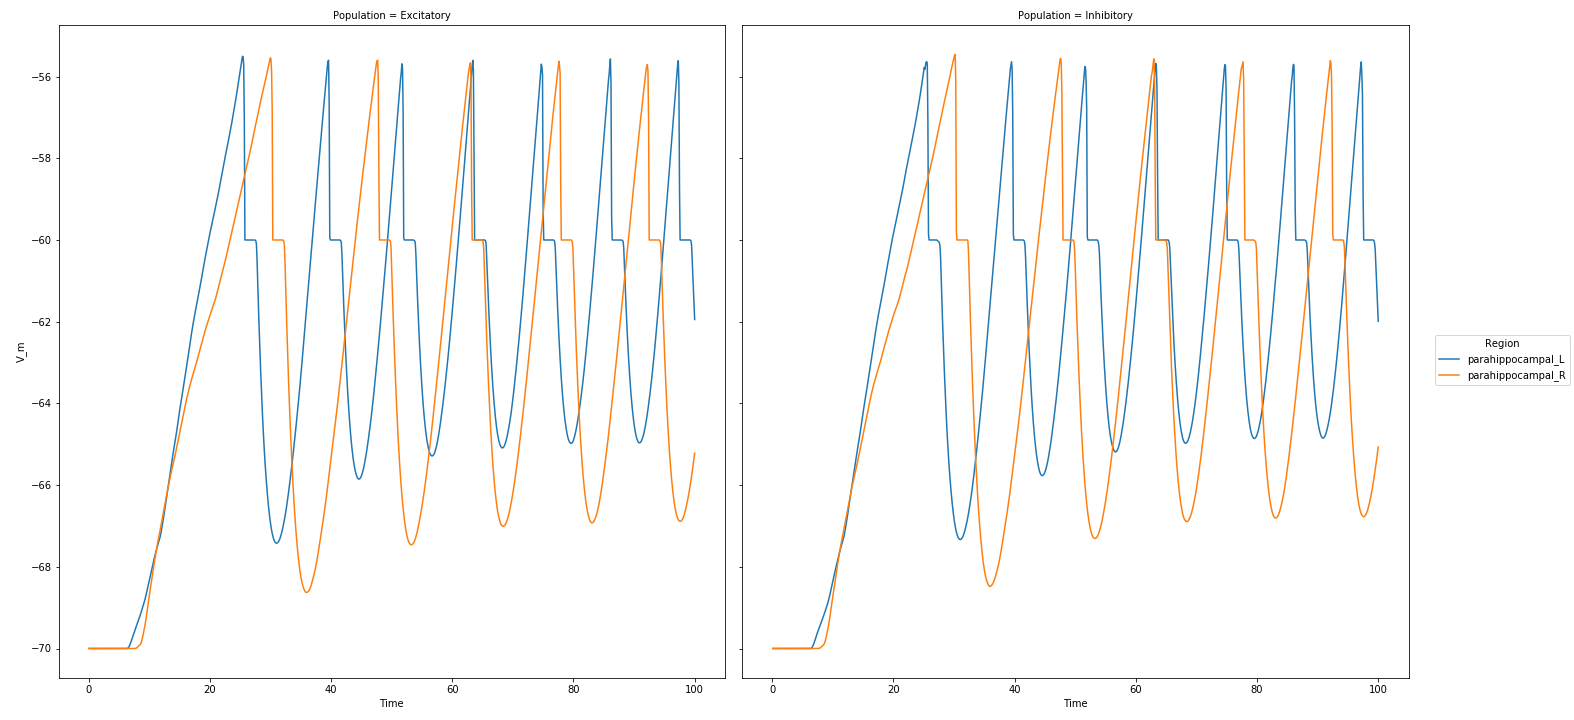 Population = Excitatory
Population = Inhibitory
−56
−58
−60
−62
−64
−66
−68
−70
V_m
0 20 40 60 80 100
0 20 40 60 80 100
Time
Time
Region
parahippocampal_L
parahippocampal_R